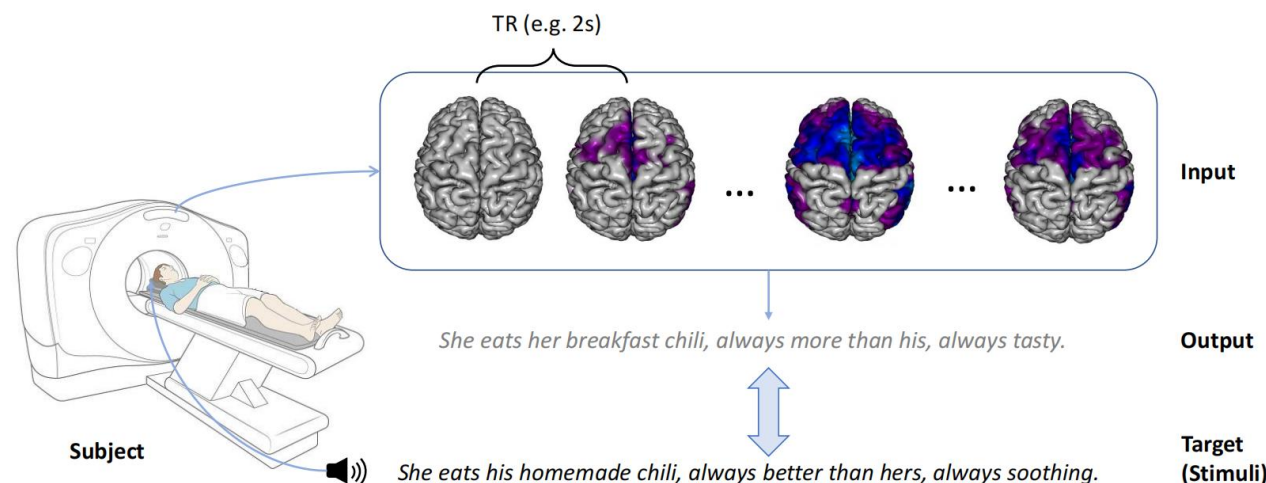 TR (e.g. 2s)
... ...
Input
She eats her breakfast chili, always more than his, always tasty.
Output
Subject
She eats his homemade chili, always better than hers, always soothing.
Target
(Stimuli)